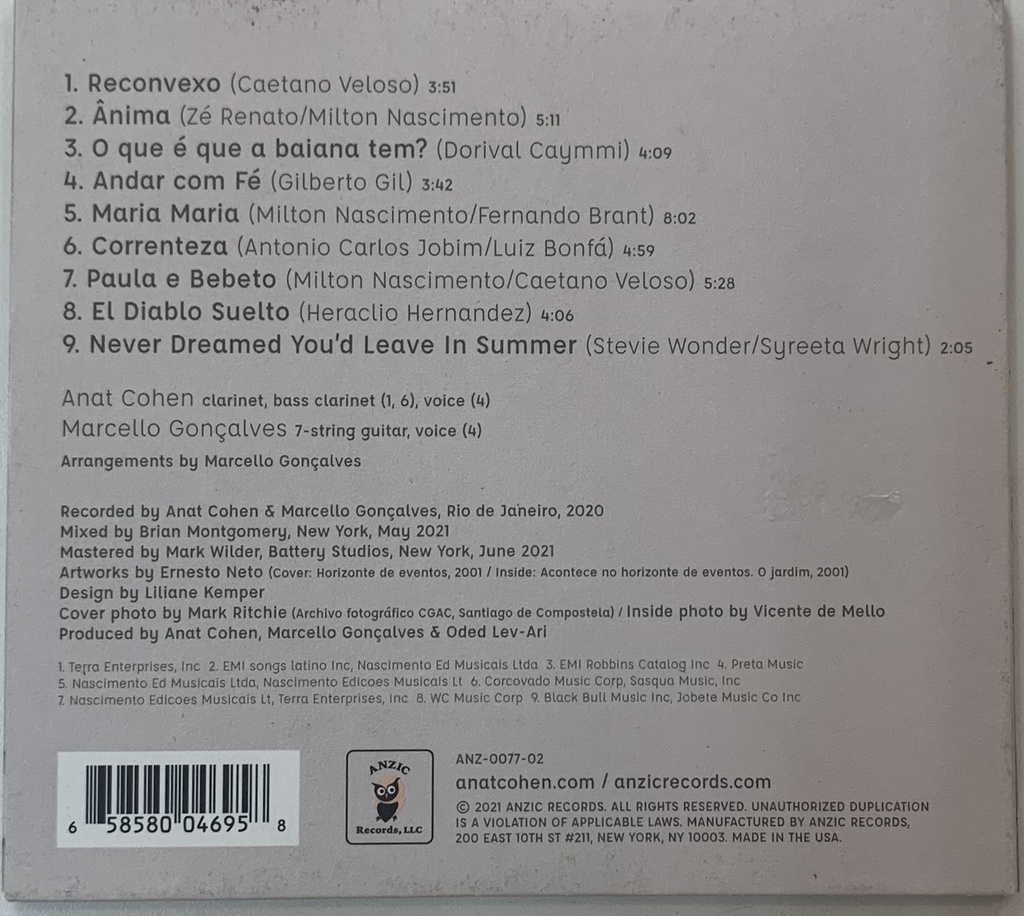 1. Reconvexo (Caetano Veloso) 3:51
2. Ânima (Zé Renato/Milton Nascimento) 5:11
3. O que é que a baiana tem? (Dorival Caymmi) 4:09
4. Andar com Fé (Gilberto Gil) 3:42
5. Maria Maria (Milton Nascimento/Fernando Brant) 8:02
6. Correnteza (Antonio Carlos Jobim/Luiz Bonfá) 4:59
7. Paula e Bebeto (Milton Nascimento/Caetano Veloso) 5:28
8. El Diablo Suelto (Heraclio Hernandez) 4:06
9. Never Dreamed You'd Leave In Summer (Stevie Wonder/Syreeta Wright) 2:05
Anat Cohen clarinet, bass clarinet (1, 6), voice (4)
Marcello Gonçalves 7-string guitar, voice (4)
Arrangements by Marcello Gonçalves
Recorded by Anat Cohen & Marcello Gonçalves, Rio de Janeiro, 2020
Mixed by Brian Montgomery, New York, May 2021
Mastered by Mark Wilder, Battery Studios, New York, June 2021
Artworks by Ernesto Neto (Cover: Horizonte de eventos, 2001 / Inside: Acontece no horizonte de eventos. O jardim, 2001)
Design by Liliane Kemper
Cover photo by Mark Ritchie (Archivo fotográfico CGAC, Santiago de Compostela) / Inside photo by Vicente de Mello
Produced by Anat Cohen, Marcello Gonçalves & Oded Lev-Ari
1. Terra Enterprises, Inc 2. EMI songs latino Inc, Nascimento Ed Musicais Ltda 3. EMI Robbins Catalog Inc 4. Preta Music
5. Nascimento Ed Musicais Ltda, Nascimento Edicoes Musicais Lt 6. Corcovado Music Corp, Sasqua Music, Inc
7. Nascimento Edicoes Musicais Lt, Terra Enterprises, Inc 8. WC Music Corp 9. Black Bull Music Inc, Jobete Music Co Inc
6 58580 04695 8
ANZIC
Records, LLC
ANZ-0077-02
anatcohen.com / anzicrecords.com
© 2021 ANZIC RECORDS. ALL RIGHTS RESERVED. UNAUTHORIZED DUPLICATION
IS A VIOLATION OF APPLICABLE LAWS. MANUFACTURED BY ANZIC RECORDS,
200 EAST 10TH ST #211, NEW YORK, NY 10003. MADE IN THE USA.